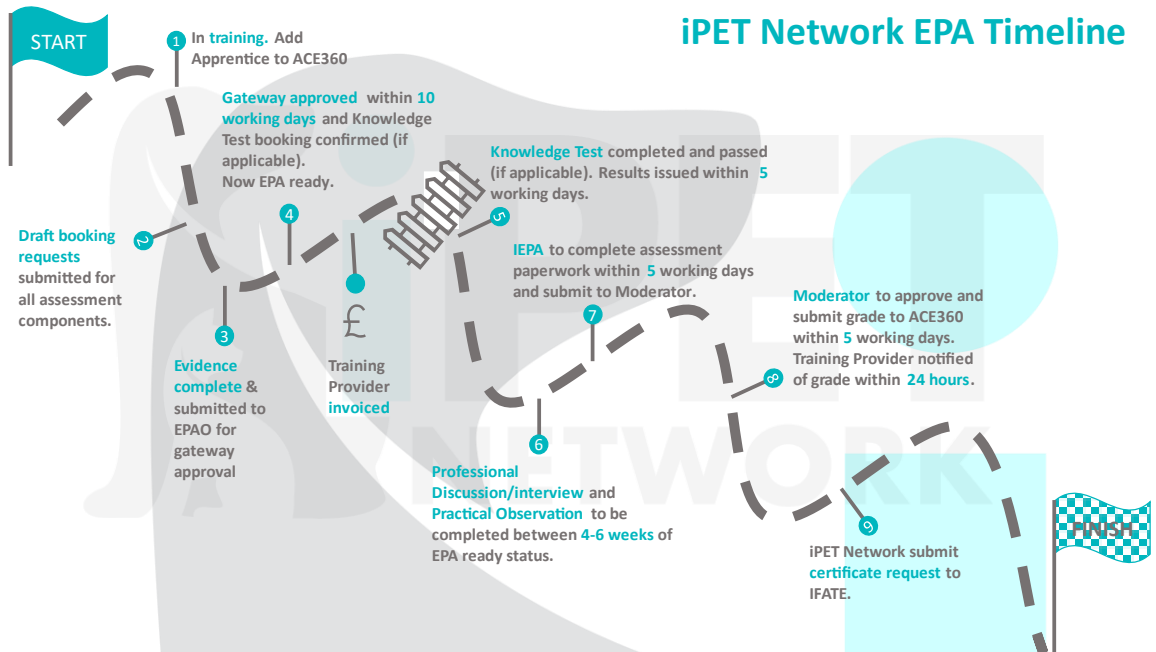 START
iPET Network EPA Timeline
1
In training. Add
Apprentice to ACE360
2
Draft booking
requests
submitted for
all assessment
components.
3
Evidence
complete &
submitted to
EPAO for
gateway
approval
4
Gateway approved within 10
working days and Knowledge
Test booking confirmed (if
applicable).
Now EPA ready.
£
Training
Provider
invoiced
5
Knowledge Test completed and passed
(if applicable). Results issued within 5
working days.
6
Professional
Discussion/interview and
Practical Observation to be
completed between 4-6 weeks of
EPA ready status.
7
IEPA to complete assessment
paperwork within 5 working days
and submit to Moderator.
8
Moderator to approve and
submit grade to ACE360
within 5 working days.
Training Provider notified
of grade within 24 hours.
9
iPET Network submit
certificate request to
IFATE.
FINISH
iPET
NETWORK